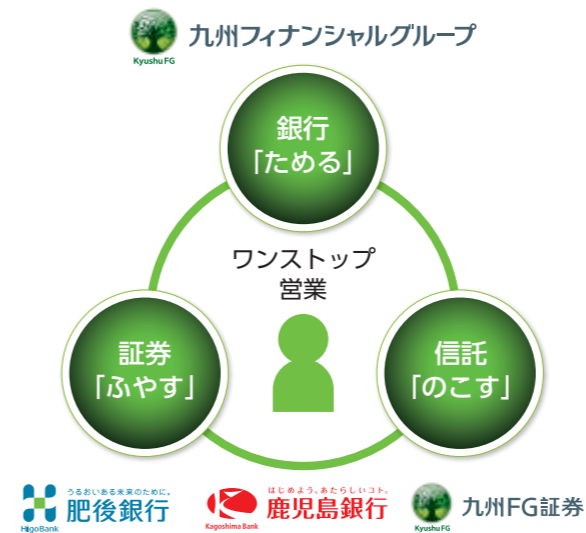 九州フィナンシャルグループ
Kyushu FG
銀行
「ためる」
ワンストップ
営業
証券
「ふやす」
信託
「のこす」
うるおいある未来のために。
肥後銀行
HigoBank
はじめよう、あたらしいコト。
鹿児島銀行
Kagoshima Bank
九州FG証券
Kyushu FG